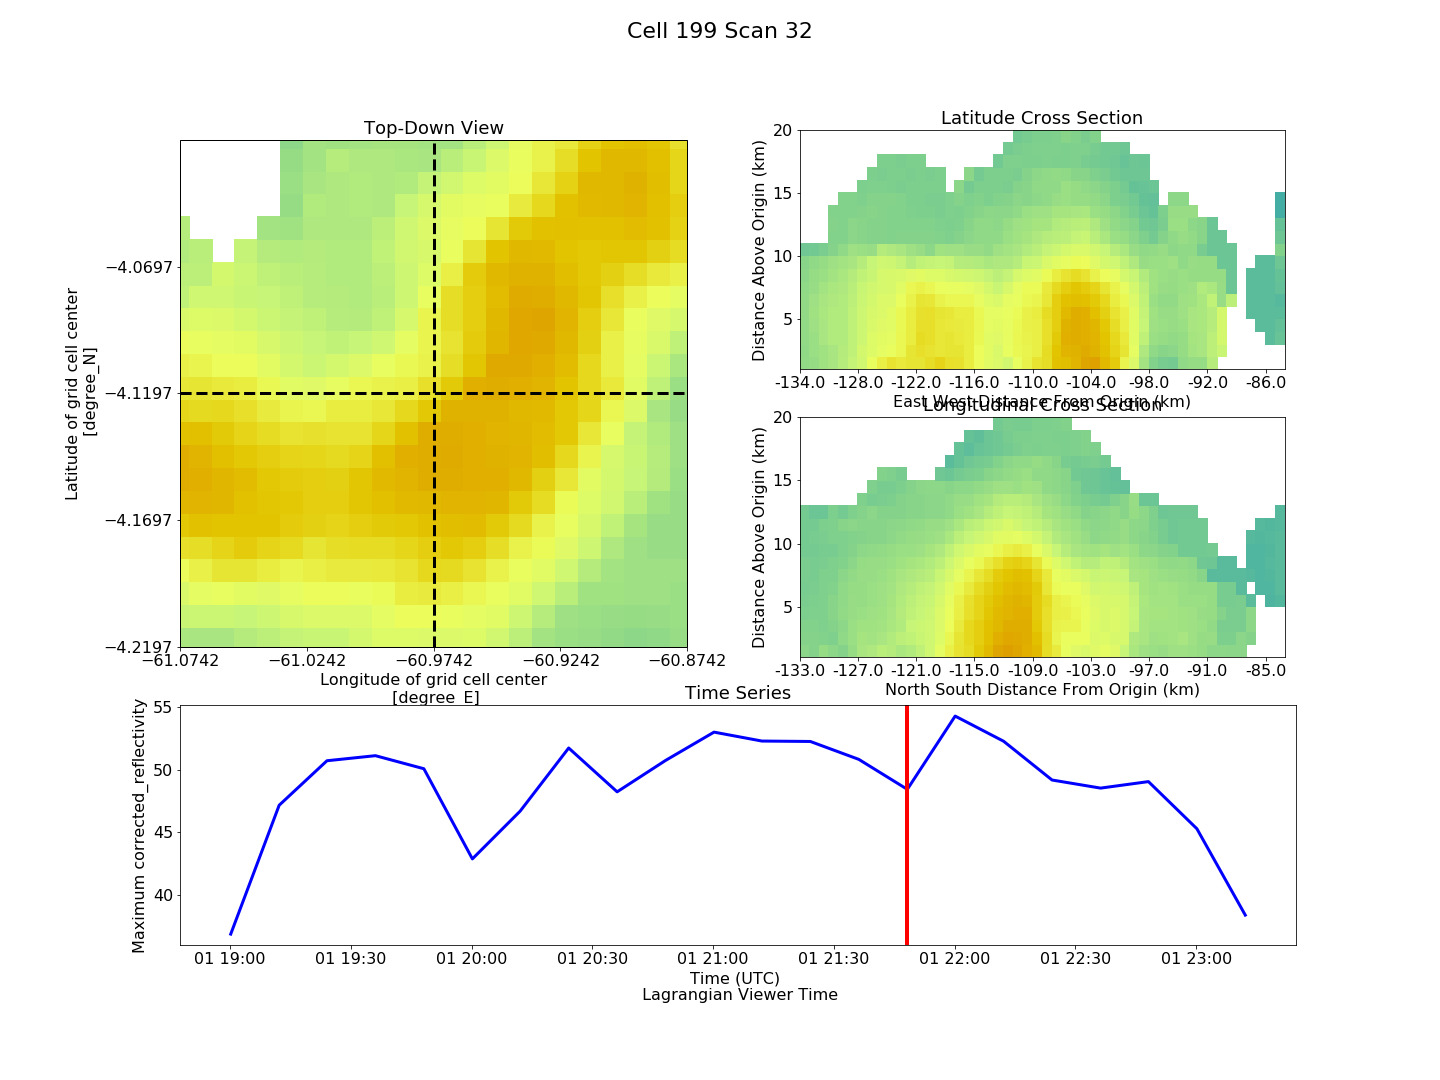 Cell 199 Scan 32
Top-Down View
−4.0697
−4.1197
−4.1697
−4.2197
Latitude of grid cell center
[degree_N]
−61.0742 −61.0242 −60.9742 −60.9242 −60.8742
Longitude of grid cell center
[degree_E]
Latitude Cross Section
20
15
10
5
Distance Above Origin (km)
-134.0 -128.0 -122.0 -116.0 -110.0 -104.0 -98.0 -92.0 -86.0
East West Distance From Origin (km)
Longitudinal Cross Section
20
15
10
5
Distance Above Origin (km)
-133.0 -127.0 -121.0 -115.0 -109.0 -103.0 -97.0 -91.0 -85.0
North South Distance From Origin (km)
Time Series
55
50
45
40
Maximum corrected_reflectivity
01 19:00 01 19:30 01 20:00 01 20:30 01 21:00 01 21:30 01 22:00 01 22:30 01 23:00
Time (UTC)
Lagrangian Viewer Time